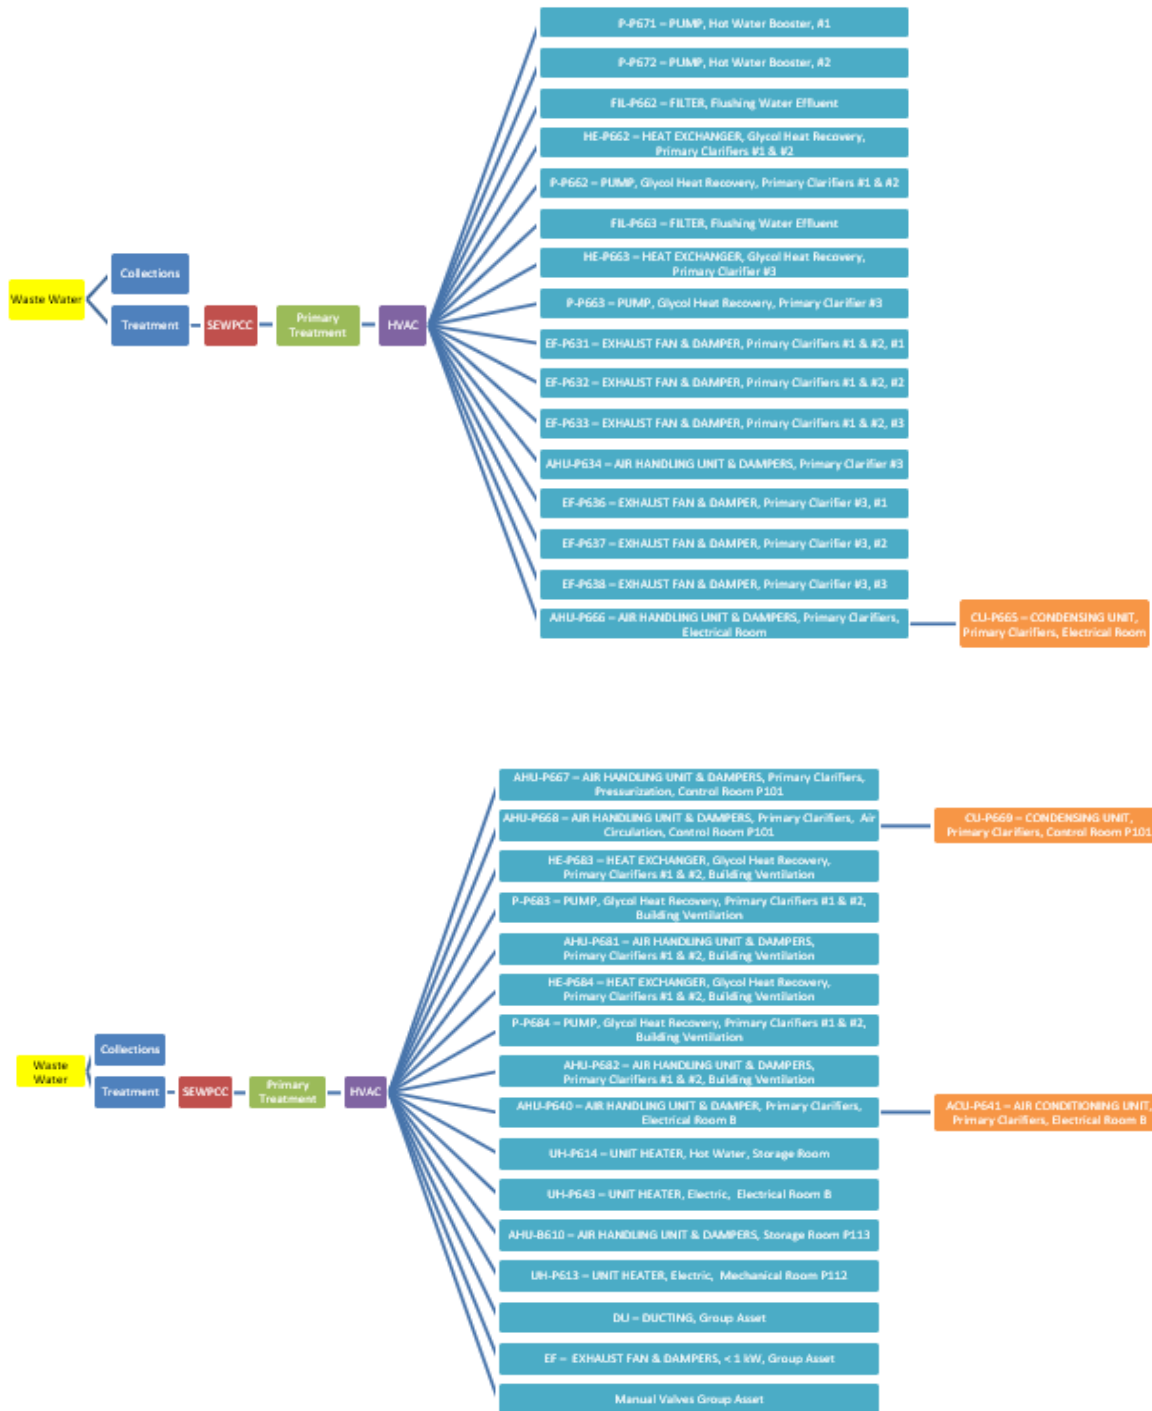 P-P671 – PUMP, Hot Water Booster, #1
P-P672 – PUMP, Hot Water Booster, #2
FIL-P662 – FILTER, Flushing Water Effluent
HE-P662 – HEAT EXCHANGER, Glycol Heat Recovery,
Primary Clarifiers #1 & #2
P-P662 – PUMP, Glycol Heat Recovery, Primary Clarifiers #1 & #2
FIL-P663 – FILTER, Flushing Water Effluent
HE-P663 – HEAT EXCHANGER, Glycol Heat Recovery,
Primary Clarifier #3
P-P663 – PUMP, Glycol Heat Recovery, Primary Clarifier #3
EF-P631 – EXHAUST FAN & DAMPER, Primary Clarifiers #1 & #2, #1
EF-P632 – EXHAUST FAN & DAMPER, Primary Clarifiers #1 & #2, #2
EF-P633 – EXHAUST FAN & DAMPER, Primary Clarifiers #1 & #2, #3
AHU-P634 – AIR HANDLING UNIT & DAMPERS, Primary Clarifier #3
EF-P636 – EXHAUST FAN & DAMPER, Primary Clarifier #3, #1
EF-P637 – EXHAUST FAN & DAMPER, Primary Clarifier #3, #2
EF-P638 – EXHAUST FAN & DAMPER, Primary Clarifier #3, #3
AHU-P666 – AIR HANDLING UNIT & DAMPERS, Primary Clarifiers,
Electrical Room
CU-P665 – CONDENSING UNIT,
Primary Clarifiers, Electrical Room
Waste Water
Collections
Treatment
SEWPCC
Primary
Treatment
HVAC
AHU-P667 – AIR HANDLING UNIT & DAMPERS, Primary Clarifiers,
Pressurization, Control Room P101
AHU-P668 – AIR HANDLING UNIT & DAMPERS, Primary Clarifiers, Air
Circulation, Control Room P101
CU-P669 – CONDENSING UNIT,
Primary Clarifiers, Control Room P101
HE-P683 – HEAT EXCHANGER, Glycol Heat Recovery,
Primary Clarifiers #1 & #2, Building Ventilation
P-P683 – PUMP, Glycol Heat Recovery, Primary Clarifiers #1 & #2,
Building Ventilation
AHU-P681 – AIR HANDLING UNIT & DAMPERS,
Primary Clarifiers #1 & #2, Building Ventilation
HE-P684 – HEAT EXCHANGER, Glycol Heat Recovery,
Primary Clarifiers #1 & #2, Building Ventilation
P-P684 – PUMP, Glycol Heat Recovery, Primary Clarifiers #1 & #2,
Building Ventilation
AHU-P682 – AIR HANDLING UNIT & DAMPERS,
Primary Clarifiers #1 & #2, Building Ventilation
AHU-P640 – AIR HANDLING UNIT & DAMPER, Primary Clarifiers,
Electrical Room B
ACU-P641 – AIR CONDITIONING UNIT,
Primary Clarifiers, Electrical Room B
UH-P614 – UNIT HEATER, Hot Water, Storage Room
UH-P643 – UNIT HEATER, Electric, Electrical Room B
AHU-B610 – AIR HANDLING UNIT & DAMPERS, Storage Room P113
UH-P613 – UNIT HEATER, Electric, Mechanical Room P112
DU – DUCTING, Group Asset
EF – EXHAUST FAN & DAMPERS, < 1 kW, Group Asset
Manual Valves Group Asset
Waste
Water
Collections
Treatment
SEWPCC
Primary
Treatment
HVAC